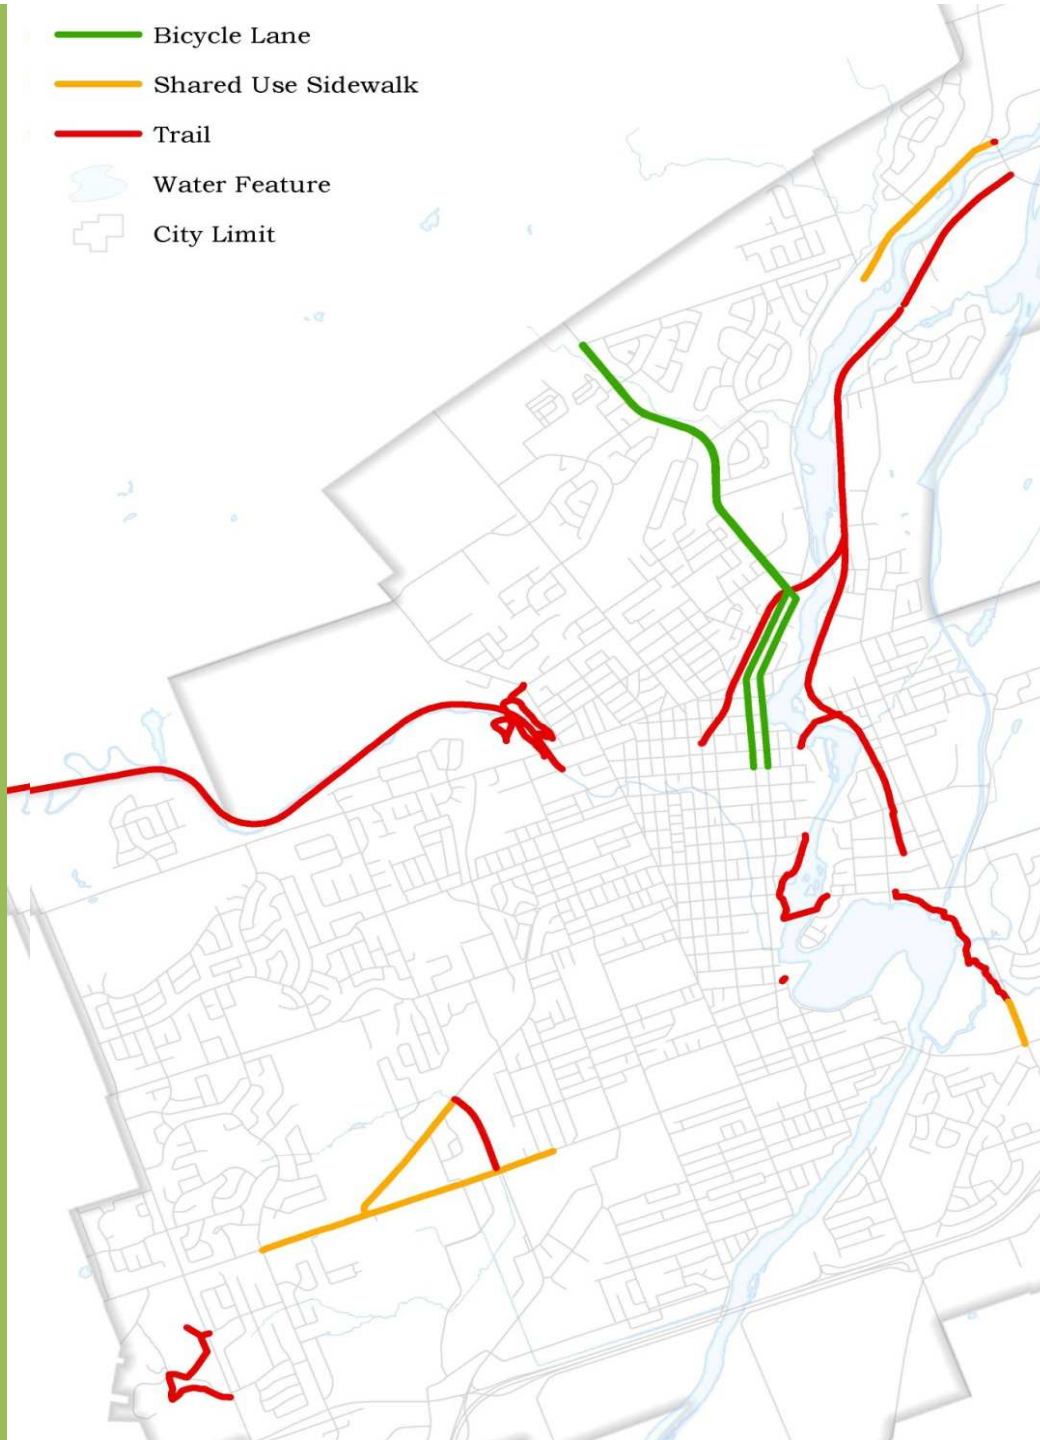 Bicycle Lane
Shared Use Sidewalk
Trail
Water Feature
City Limit